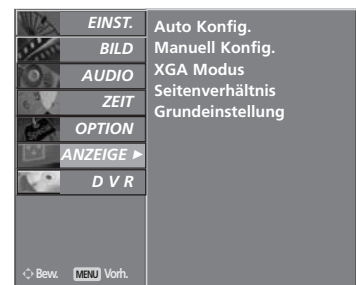 EINST.
BILD
AUDIO
ZEIT
OPTION
ANZEIGE ►
D V R
Auto Konfig.
Manuell Konfig.
XGA Modus
Seitenverhältnis
Grundeinstellung
Bew. MENU Vorh.